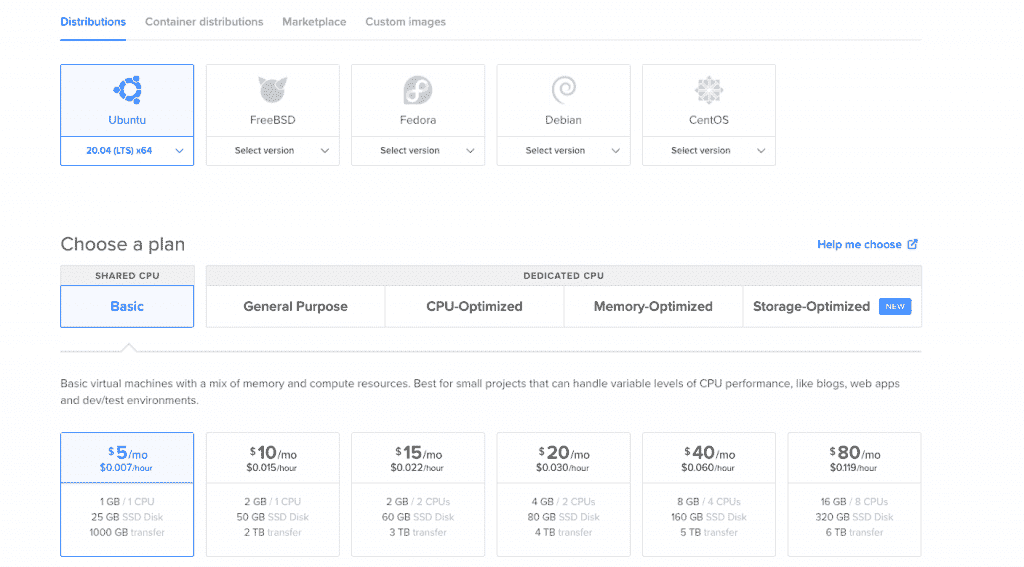 Distributions Container distributions Marketplace Custom images
Ubuntu FreeBSD Fedora Debian CentOS
20.04 (LTS) x64 Select version Select version Select version Select version
Choose a plan Help me choose
SHARED CPU DEDICATED CPU
Basic General Purpose CPU-Optimized Memory-Optimized Storage-Optimized NEW
Basic virtual machines with a mix of memory and compute resources. Best for small projects that can handle variable levels of CPU performance, like blogs, web apps
and dev/test environments.
$5/mo $10/mo $15/mo $20/mo $40/mo $80/mo
$0.007/hour $0.015/hour $0.022/hour $0.030/hour $0.060/hour $0.119/hour
1 GB / 1 CPU 2 GB / 1 CPU 2 GB / 2 CPUs 4 GB / 2 CPUs 8 GB / 4 CPUs 16 GB / 8 CPUs
25 GB SSD Disk 50 GB SSD Disk 60 GB SSD Disk 80 GB SSD Disk 160 GB SSD Disk 320 GB SSD Disk
1000 GB transfer 2 TB transfer 3 TB transfer 4 TB transfer 5 TB transfer 6 TB transfer